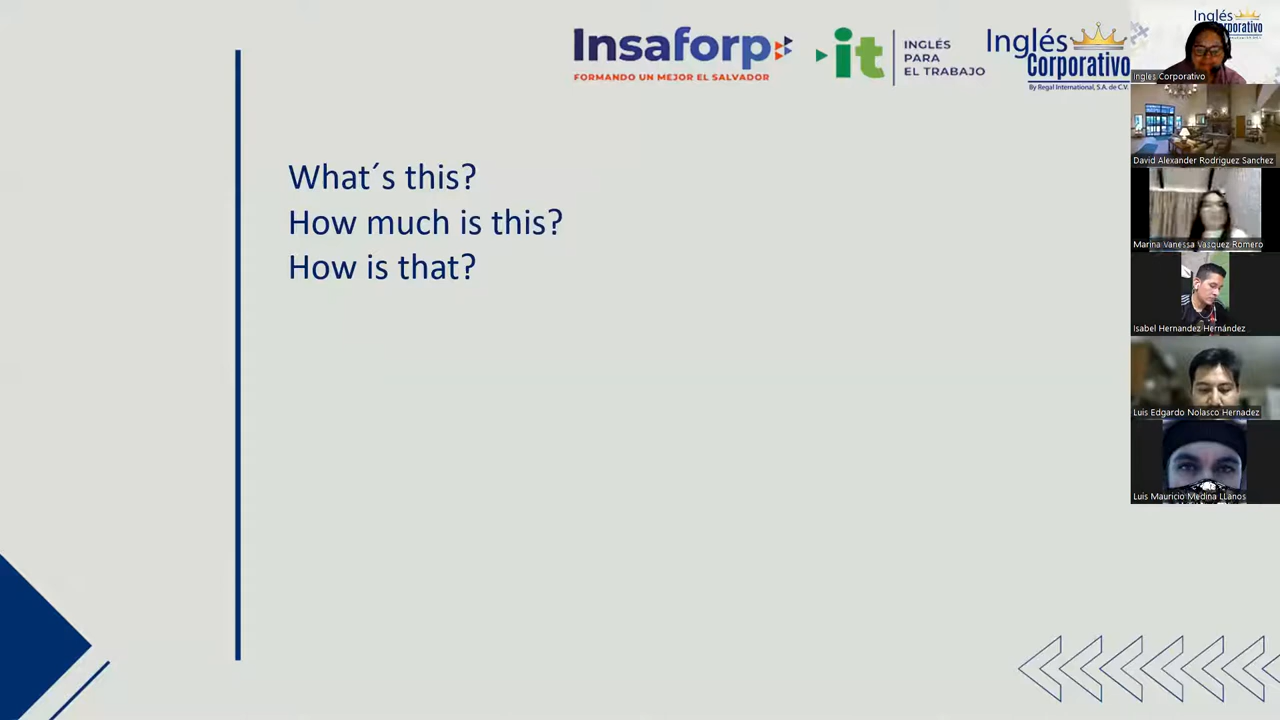 Insaforp
FORMANDO UN MEJOR EL SALVADOR
it
INGLÉS
PARA
EL TRABAJO
Inglés
Corporativo
By Regal International, S.A. de C.V.
What´s this?
How much is this?
How is that?
Inglés
Corporativo
Ingles Corporativo
David Alexander Rodriguez Sanchez
Marina Vanessa Vasquez Romero
Isabel Hernandez Hernández
Luis Edgardo Nolasco Hernadez
Luis Mauricio Medina LLanos